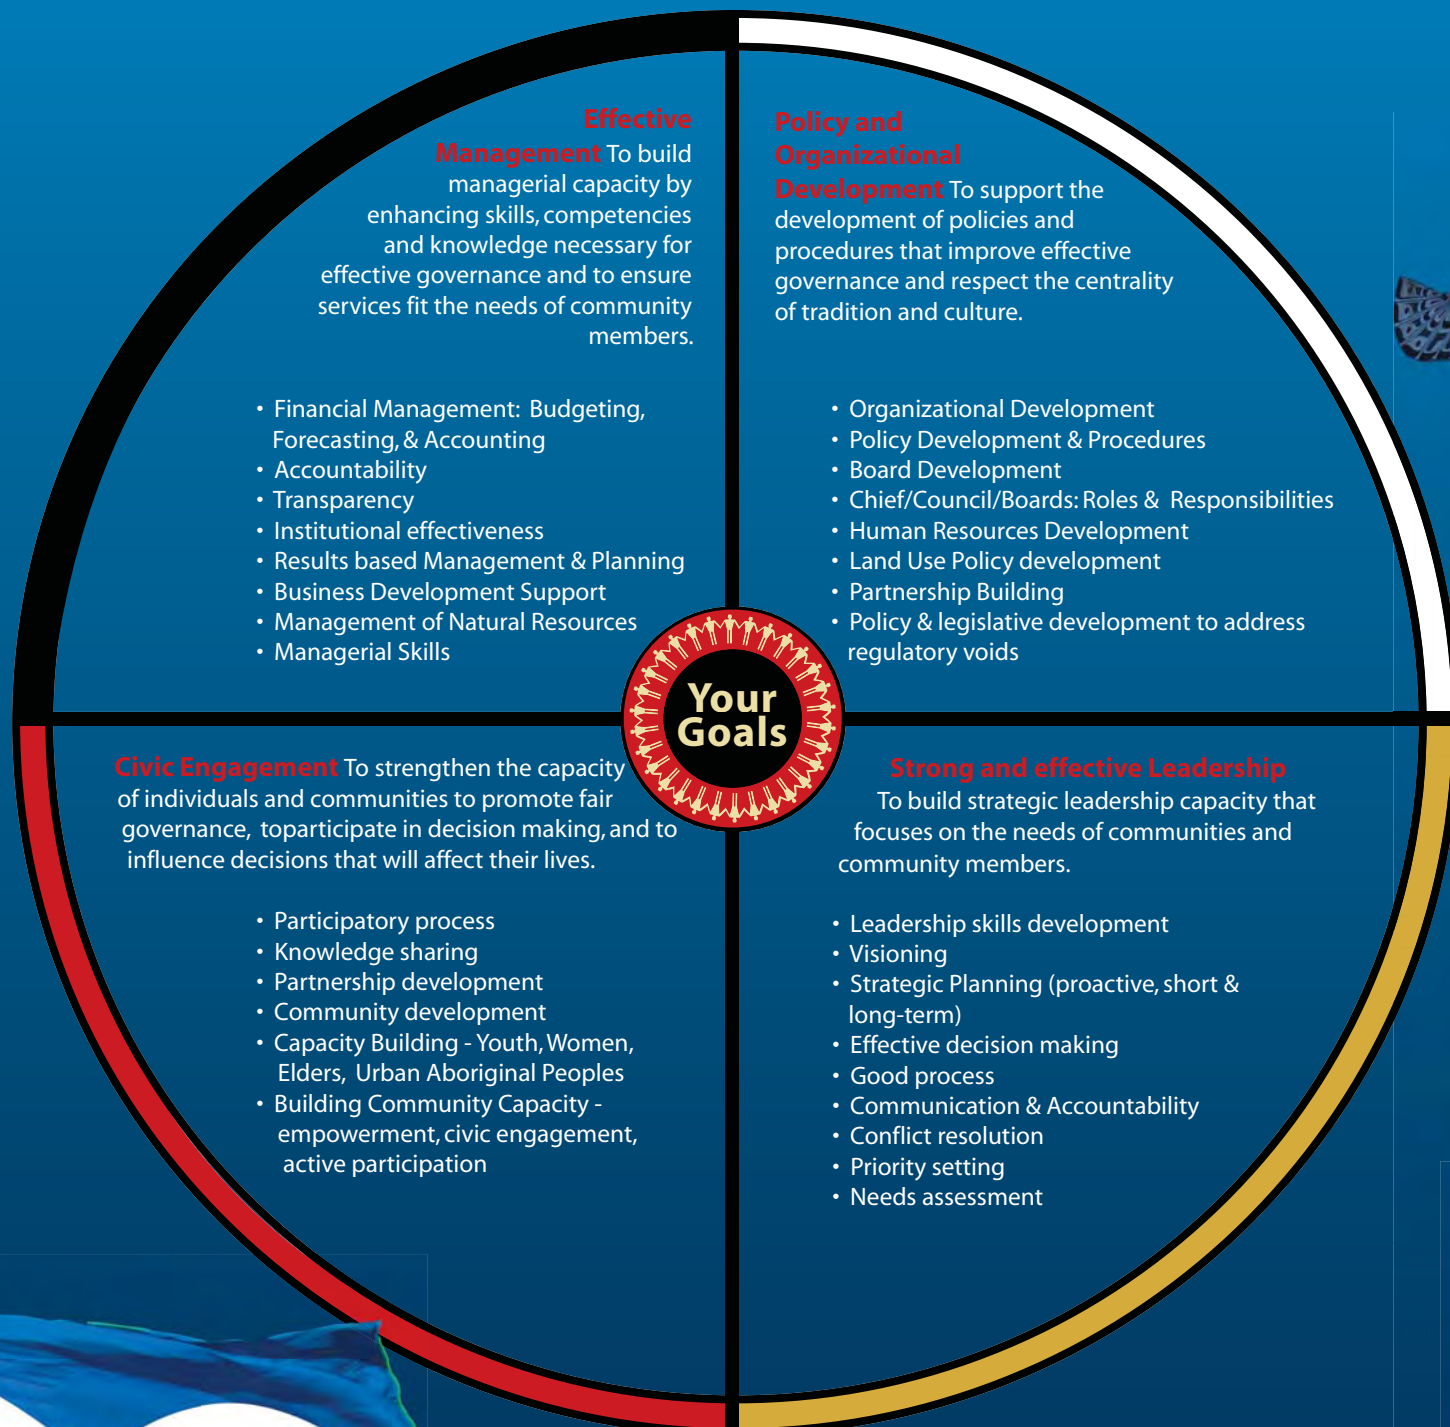 Effective
Management To build
managerial capacity by
enhancing skills, competencies
and knowledge necessary for
effective governance and to ensure
services fit the needs of community
members.
• Financial Management: Budgeting,
Forecasting, & Accounting
• Accountability
• Transparency
• Institutional effectiveness
• Results based Management & Planning
• Business Development Support
• Management of Natural Resources
• Managerial Skills
Policy and
Organizational
Development To support the
development of policies and
procedures that improve effective
governance and respect the centrality
of tradition and culture.
• Organizational Development
• Policy Development & Procedures
• Board Development
• Chief/Council/Boards: Roles & Responsibilities
• Human Resources Development
• Land Use Policy development
• Partnership Building
• Policy & legislative development to address
regulatory voids
Your
Goals
Civic Engagement To strengthen the capacity
of individuals and communities to promote fair
governance, toparticipate in decision making, and to
influence decisions that will affect their lives.
• Participatory process
• Knowledge sharing
• Partnership development
• Community development
• Capacity Building - Youth, Women,
Elders, Urban Aboriginal Peoples
• Building Community Capacity -
empowerment, civic engagement,
active participation
Strong and effective Leadership
To build strategic leadership capacity that
focuses on the needs of communities and
community members.
• Leadership skills development
• Visioning
• Strategic Planning (proactive, short &
long-term)
• Effective decision making
• Good process
• Communication & Accountability
• Conflict resolution
• Priority setting
• Needs assessment